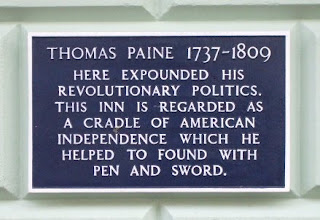 THOMAS PAINE 1737-1809
HERE EXPOUNDED HIS
REVOLUTIONARY POLITICS.
THIS INN IS REGARDED AS
A CRADLE OF AMERICAN
INDEPENDENCE WHICH HE
HELPED TO FOUND WITH
PEN AND SWORD.